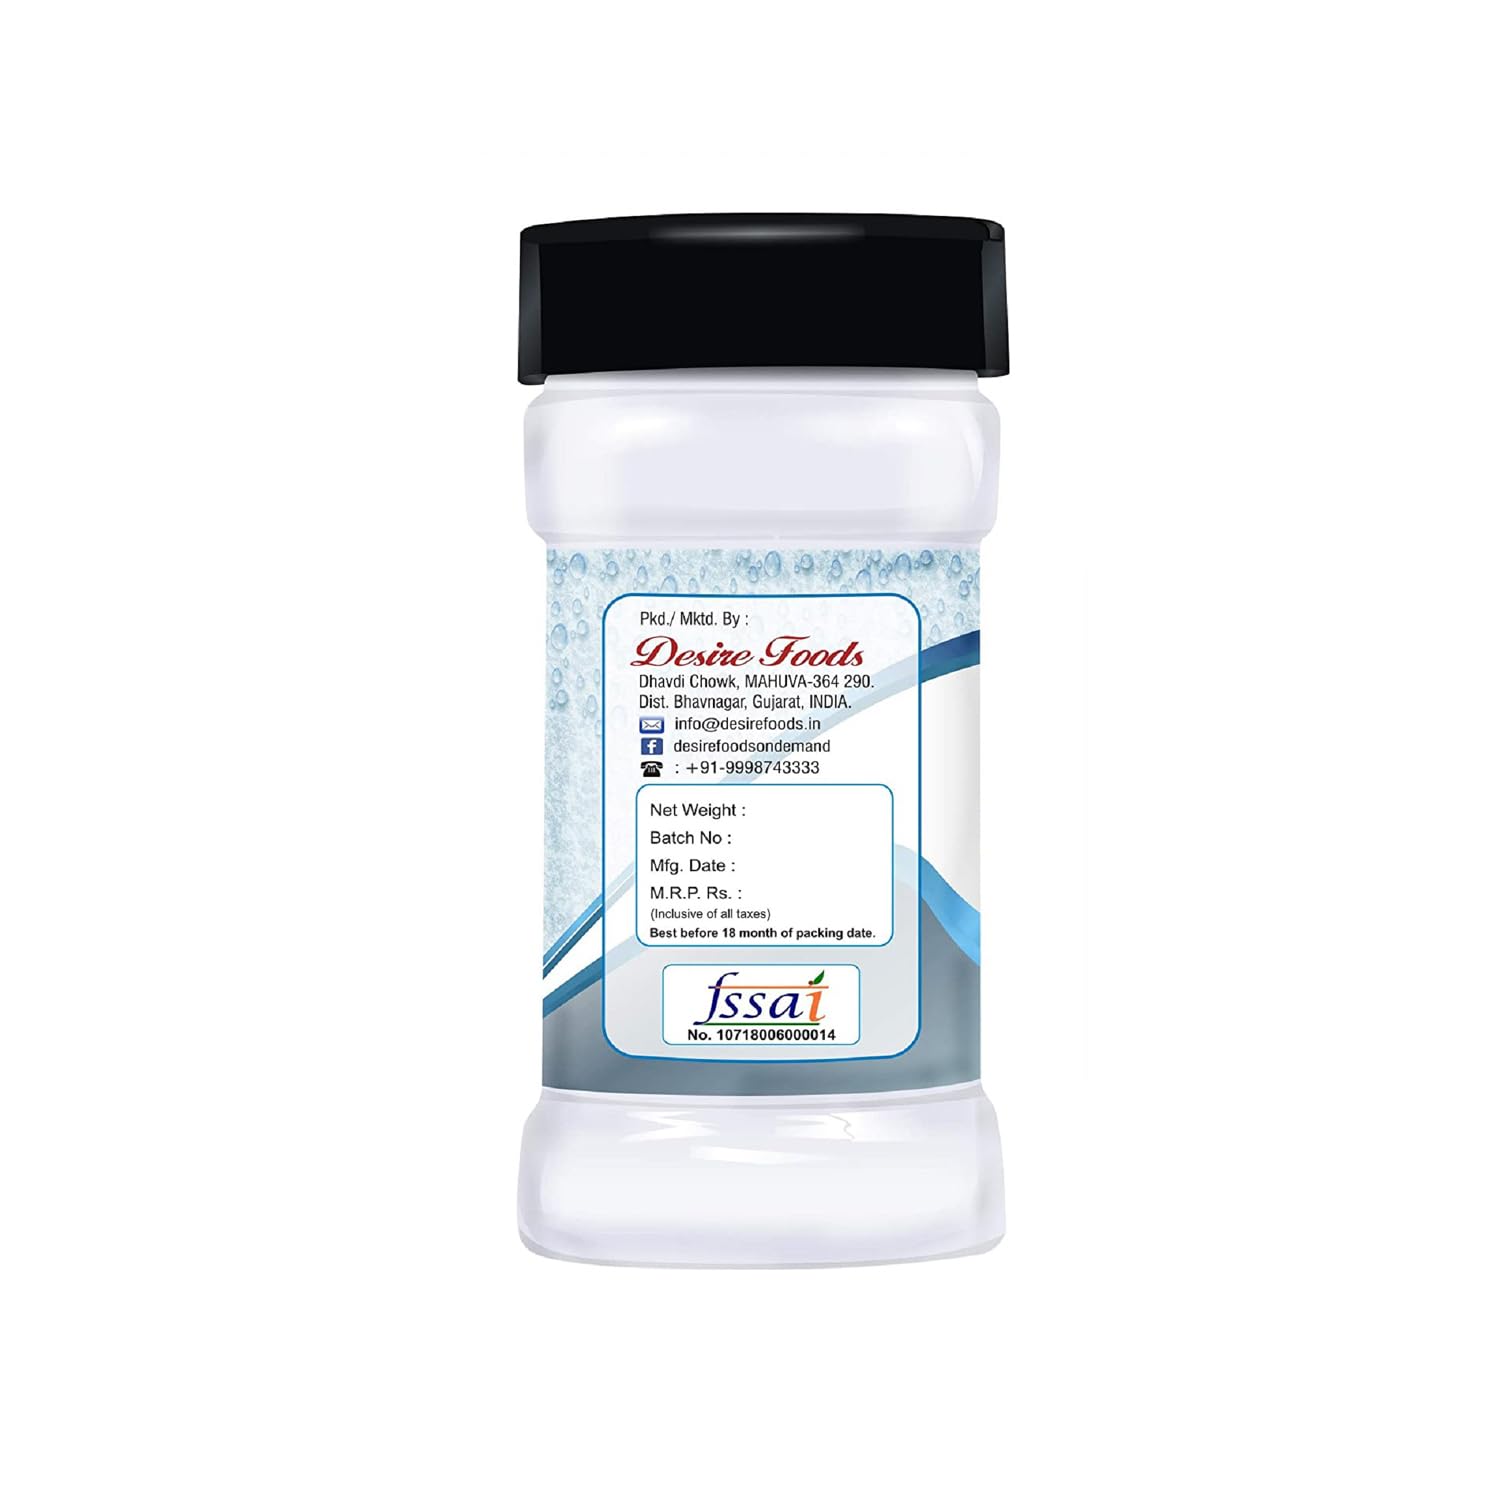 Pkd./ Mktd. By :
Desire Foods
Dhavdi Chowk, MAHUVA-364 290.
Dist. Bhavnagar, Gujarat, INDIA.
info@desirefoods.in
f desirefoodsondemand
: +91-9998743333
Net Weight :
Batch No :
Mfg. Date :
M.R.P. Rs. :
(Inclusive of all taxes)
Best before 18 month of packing date.
fssai
No. 10718006000014